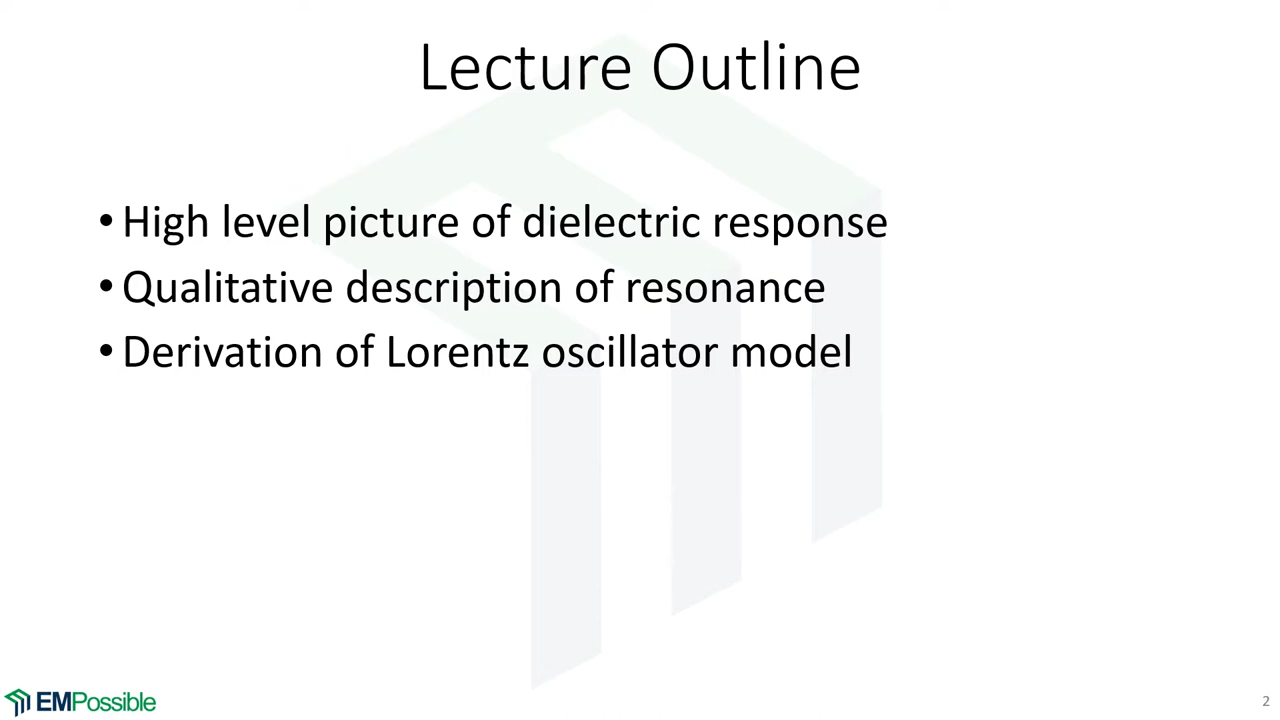 Lecture Outline
• High level picture of dielectric response
• Qualitative description of resonance
• Derivation of Lorentz oscillator model
EMPossible
2